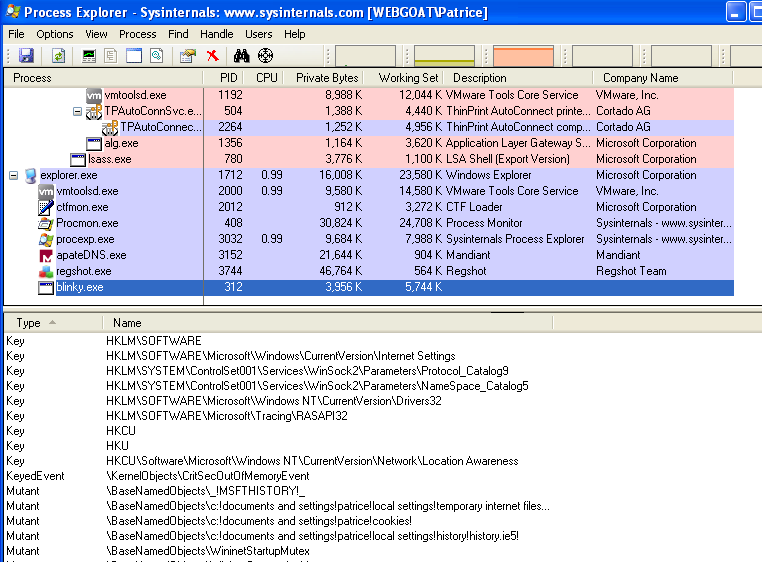 Process Explorer - Sysinternals: www.sysinternals.com [WEBGOAT\Patrice]
File Options View Process Find Handle Users Help
Process PID CPU Private Bytes Working Set Description Company Name
vmtoolsd.exe 1192 8,988 K 12,044 K VMware Tools Core Service VMware, Inc.
TPAutoConnSvc.e... 504 1,388 K 4,440 K ThinPrint AutoConnect printe... Cortado AG
TPAutoConnec... 2264 1,252 K 4,956 K ThinPrint AutoConnect comp... Cortado AG
alg.exe 1356 1,164 K 3,620 K Application Layer Gateway S... Microsoft Corporation
lsass.exe 780 3,776 K 1,100 K LSA Shell (Export Version) Microsoft Corporation
explorer.exe 1712 0.99 16,008 K 23,580 K Windows Explorer Microsoft Corporation
vmtoolsd.exe 2000 0.99 9,580 K 14,580 K VMware Tools Core Service VMware, Inc.
ctfmon.exe 2012 912 K 3,272 K CTF Loader Microsoft Corporation
Procmon.exe 408 30,824 K 24,708 K Process Monitor Sysinternals - www.sysinter...
procexp.exe 3032 0.99 9,684 K 7,988 K Sysinternals Process Explorer Sysinternals - www.sysinter...
apateDNS.exe 3152 21,644 K 904 K Mandiant Mandiant
regshot.exe 3744 46,764 K 564 K Regshot Regshot Team
blinky.exe 312 3,956 K 5,744 K
Type Name
Key HKLM\SOFTWARE
Key HKLM\SOFTWARE\Microsoft\Windows\CurrentVersion\Internet Settings
Key HKLM\SYSTEM\ControlSet001\Services\WinSock2\Parameters\Protocol_Catalog9
Key HKLM\SYSTEM\ControlSet001\Services\WinSock2\Parameters\NameSpace_Catalog5
Key HKLM\SOFTWARE\Microsoft\Windows NT\CurrentVersion\Drivers32
Key HKLM\SOFTWARE\Microsoft\Tracing\RASAPI32
Key HKCU
Key HKU
Key HKCU\Software\Microsoft\Windows NT\CurrentVersion\Network\Location Awareness
KeyedEvent \KernelObjects\CritSecOutOfMemoryEvent
Mutant \BaseNamedObjects\_!MSFTHISTORY!_
Mutant \BaseNamedObjects\c:!documents and settings!patrice!local settings!temporary internet files...
Mutant \BaseNamedObjects\c:!documents and settings!patrice!cookies!
Mutant \BaseNamedObjects\c:!documents and settings!patrice!local settings!history!history.ie5!
Mutant \BaseNamedObjects\WininetStartupMutex